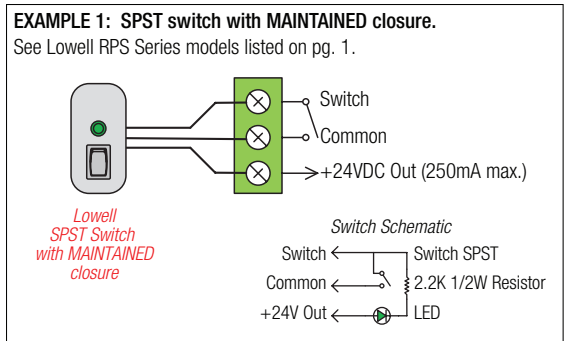 EXAMPLE 1: SPST switch with MAINTAINED closure.
See Lowell RPS Series models listed on pg. 1.
Switch
Common
+24VDC Out (250mA max.)
Lowell
SPST Switch
with MAINTAINED
closure
Switch Schematic
Switch Switch SPST
Common 2.2K 1/2W Resistor
+24V Out LED